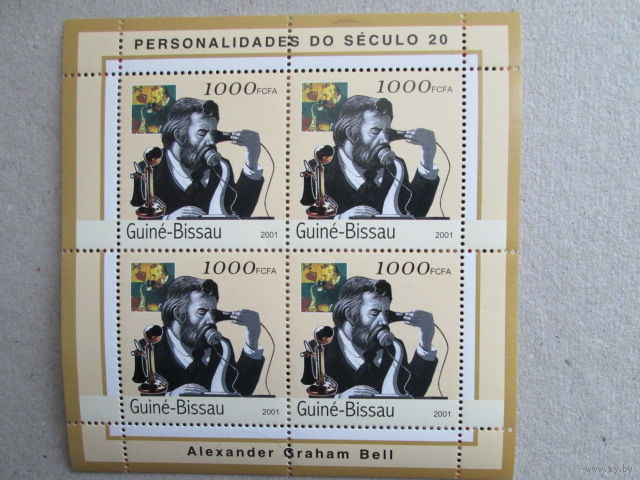 PERSONALIDADES DO SÉCULO 20
1000FCFA
1000FCFA
Guiné-Bissau 2001
Guiné-Bissau 2001
1000FCFA
1000FCFA
Guiné-Bissau 2001
Guiné-Bissau 2001
Alexander Graham Bell
www.ay.by